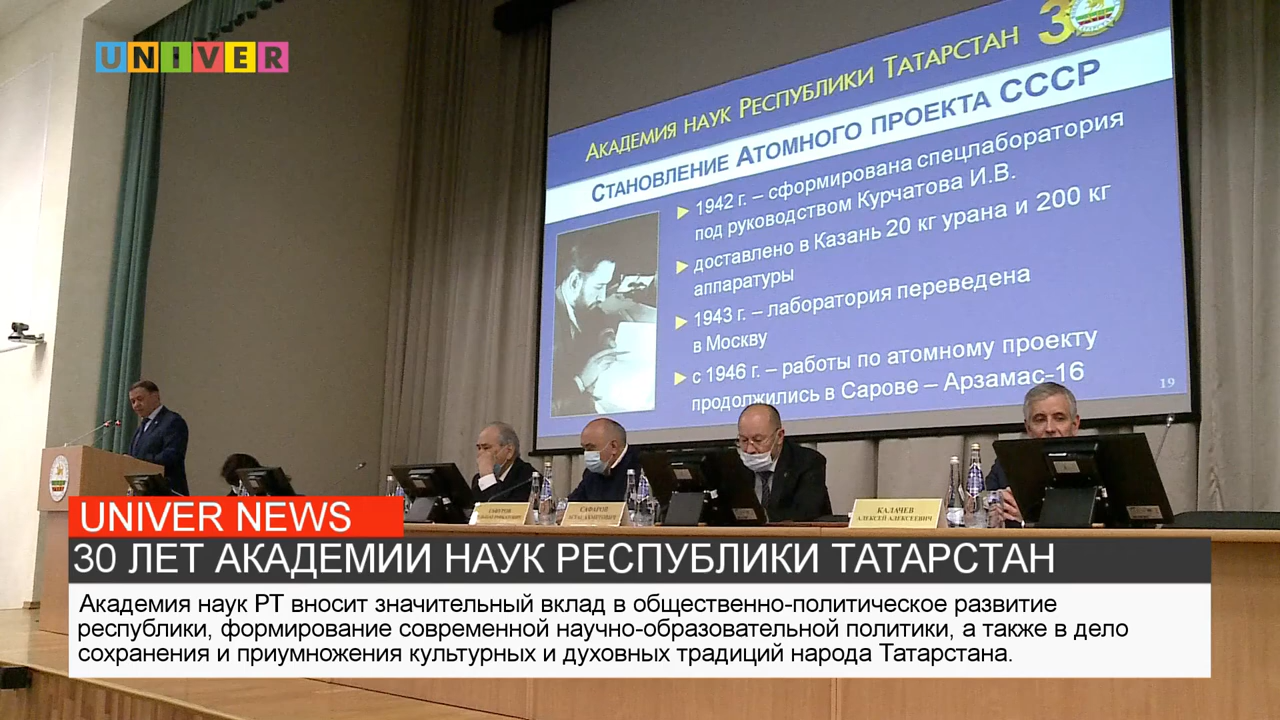 UNIVER
30
АКАДЕМИЯ НАУК РЕСПУБЛИКИ ТАТАРСТАН
СТАНОВЛЕНИЕ АТОМНОГО ПРОЕКТА СССР
1942 г. – сформирована спецлаборатория
под руководством Курчатова И.В.
доставлено в Казань 20 кг урана и 200 кг
аппаратуры
1943 г. – лаборатория переведена
в Москву
с 1946 г. – работы по атомному проекту
продолжились в Сарове – Арзамас-16
19
САФАРОВ
КАЛАЧЕВ
АЛЕКСЕЙ АЛЕКСЕЕВИЧ
UNIVER NEWS
30 ЛЕТ АКАДЕМИИ НАУК РЕСПУБЛИКИ ТАТАРСТАН
Академия наук РТ вносит значительный вклад в общественно-политическое развитие
республики, формирование современной научно-образовательной политики, а также в дело
сохранения и приумножения культурных и духовных традиций народа Татарстана.